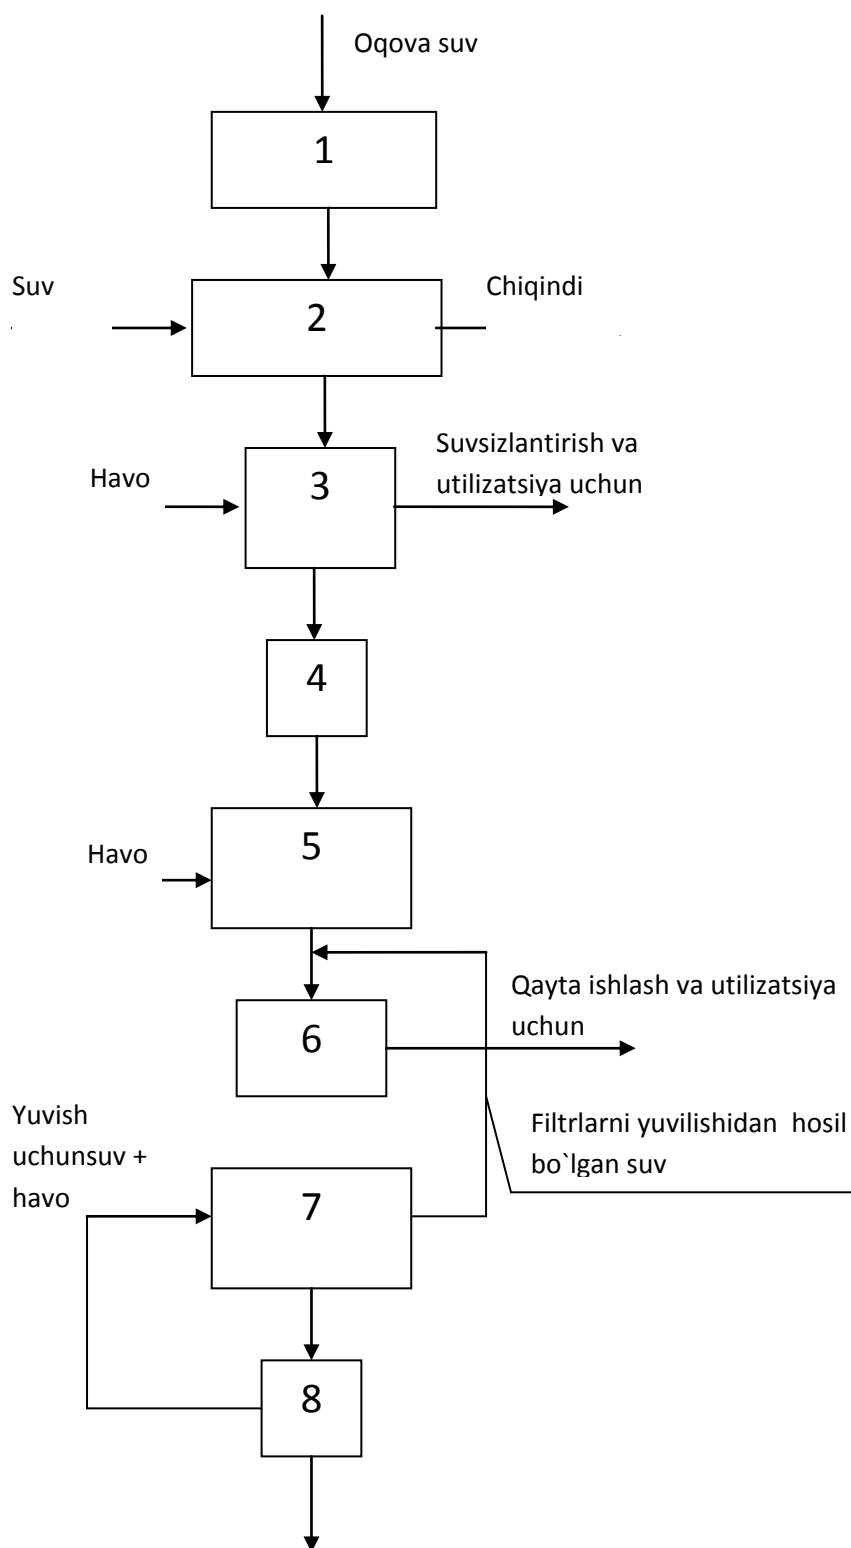 Oqova suv
1
Suv
2
Chiqindi
Havo
3
Suvsizlantirish va
utilizatsiya uchun
4
Havo
5
6
Qayta ishlash va utilizatsiya
uchun
Yuvish
uchunsuv +
havo
7
Filtrlarni yuvilishidan hosil
bo`lgan suv
8